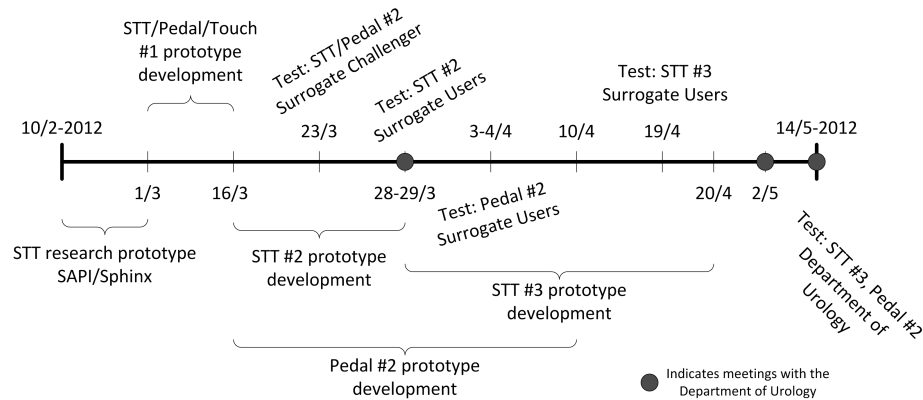 STT/Pedal/Touch
#1 prototype
development
Test: STT/Pedal #2
Surrogate Challenger
Test: STT #2
Surrogate Users
Test: STT #3
Surrogate Users
10/2-2012
23/3
3-4/4
10/4
19/4
14/5-2012
1/3
16/3
28-29/3
20/4
2/5
Test: Pedal #2
Surrogate Users
STT research prototype
SAPI/Sphinx
STT #2 prototype
development
STT #3 prototype
development
Test: STT #3, Pedal #2
Department of
Urology
Pedal #2 prototype
development
Indicates meetings with the
Department of Urology